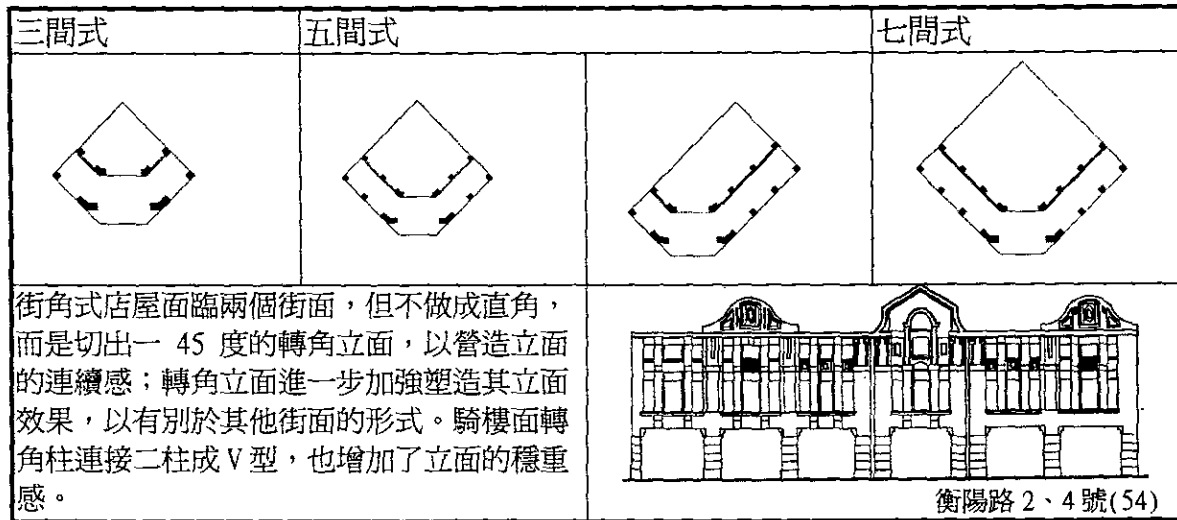 三間式
五間式
七間式
街角式店屋面臨兩個街面，但不做成直角，
而是切出一 45 度的轉角立面，以營造立面
的連續感；轉角立面進一步加強塑造其立面
效果，以有別於其他街面的形式。騎樓面轉
角柱連接二柱成V型，也增加了立面的穩重
感。
衡陽路 2、4 號(54)